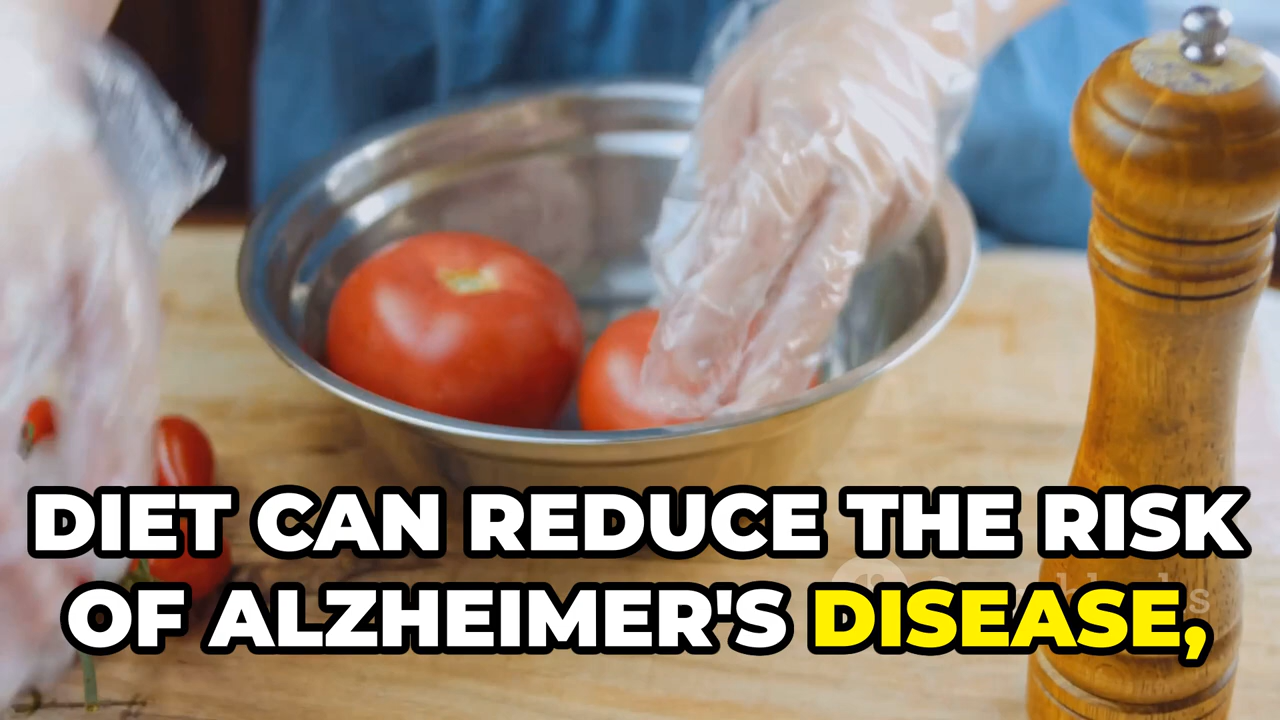 DIET CAN REDUCE THE RISK
OF ALZHEIMER'S DISEASE,